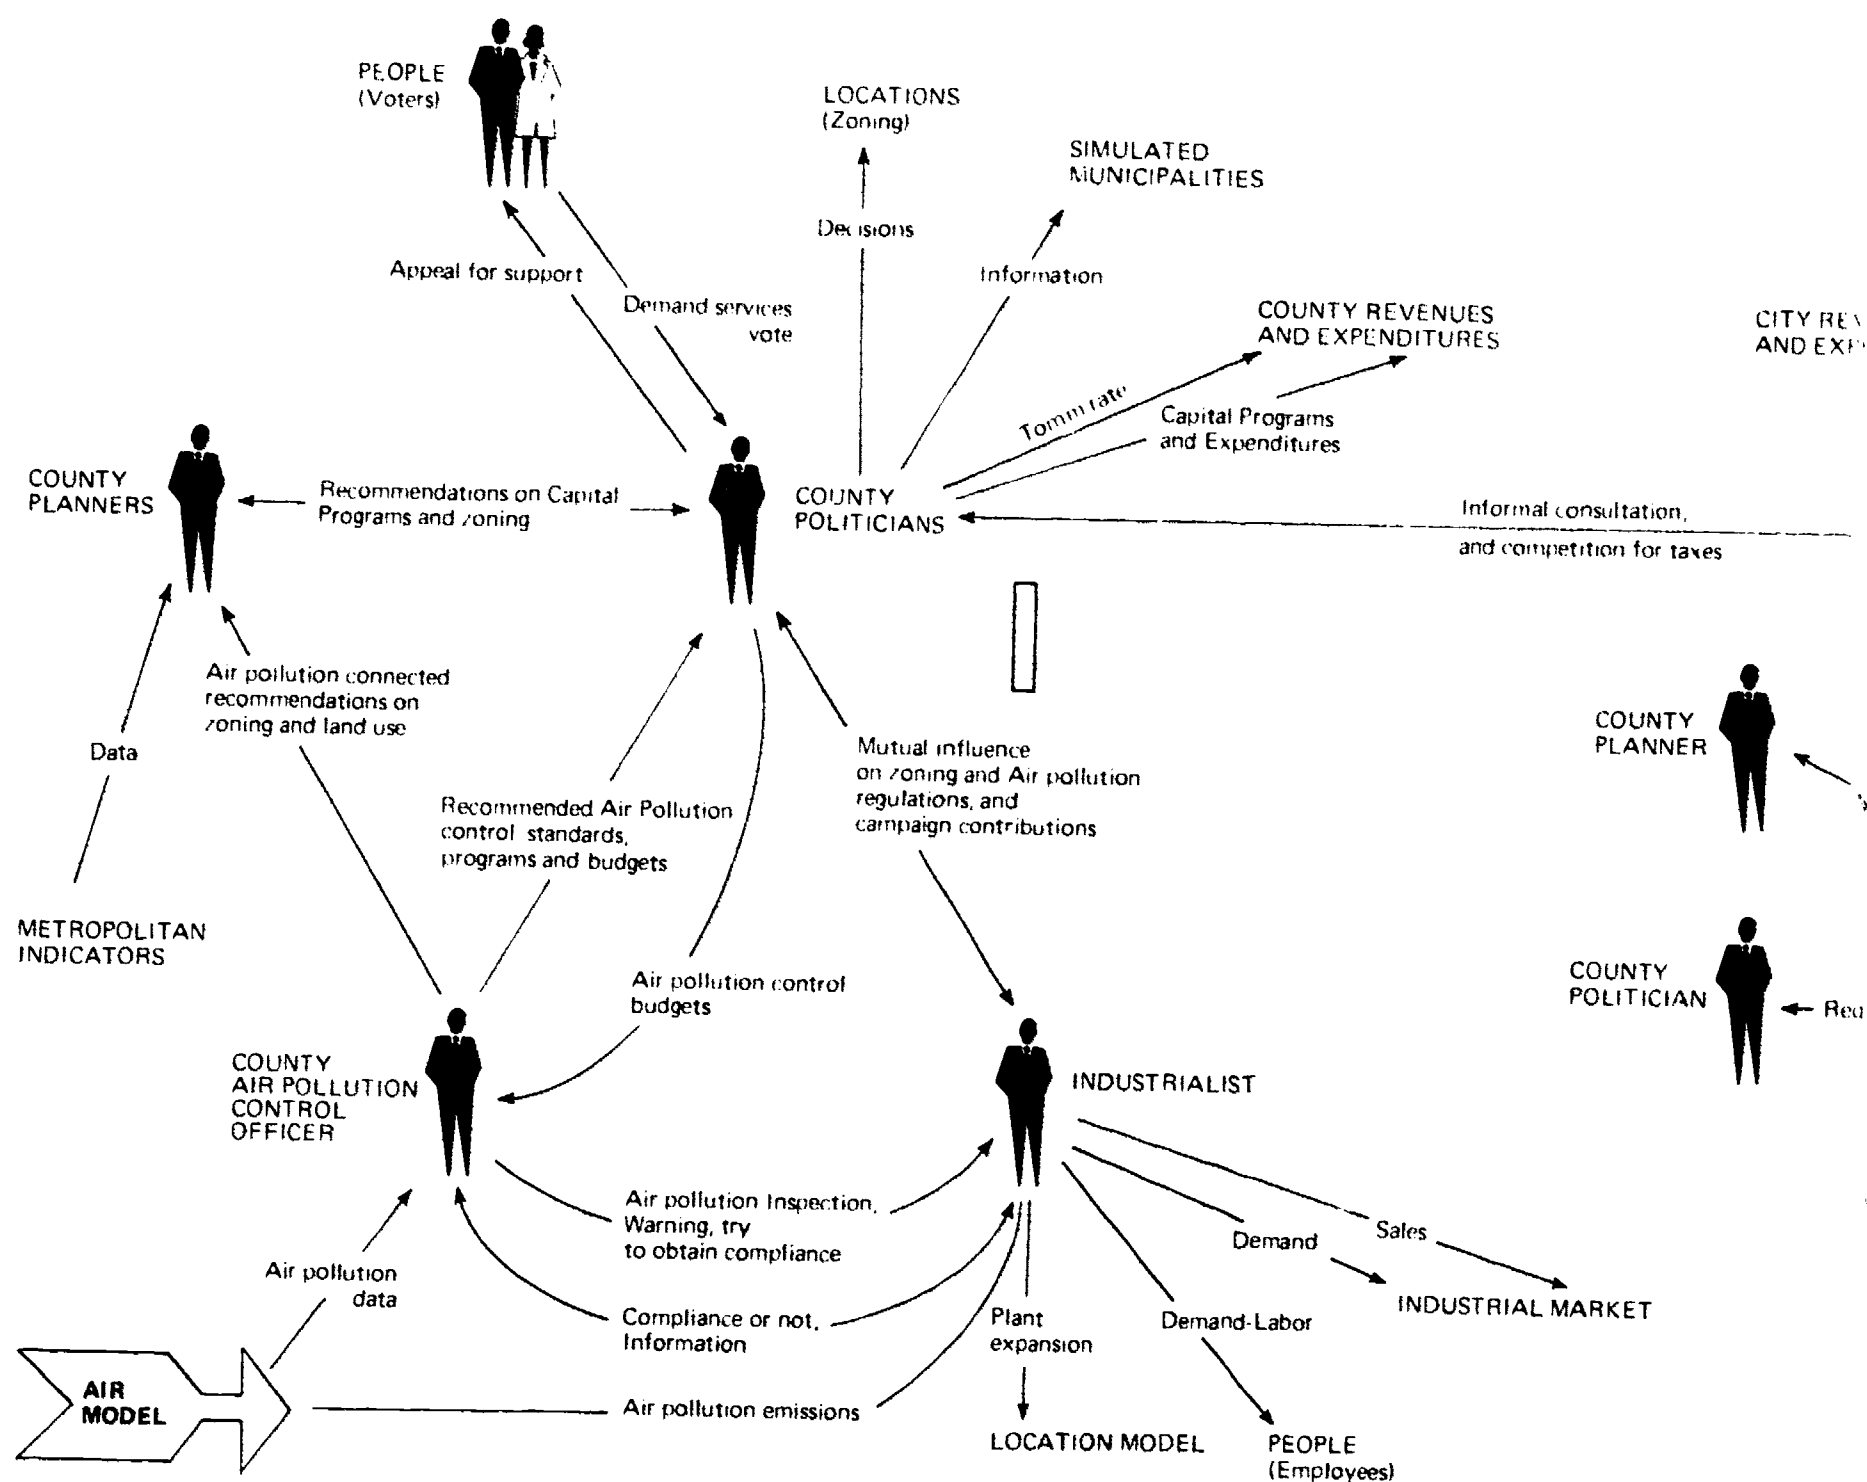 PEOPLE
(Voters)
LOCATIONS
(Zoning)
SIMULATED
MUNICIPALITIES
Decisions
Appeal for support
Information
Demand services
vote
COUNTY REVENUES
AND EXPENDITURES
CITY
AND
Tomm rate
Capital Programs
and Expenditures
COUNTY
PLANNERS
Recommendations on Capital
Programs and zoning
COUNTY
POLITICIANS
Informal consultation,
and competition for taxes
Air pollution connected
recommendations on
zoning and land use
Data
COUNTY
PLANNER
Mutual influence
on zoning and Air pollution
regulations, and
campaign contributions
Recommended Air Pollution
control standards,
programs and budgets
METROPOLITAN
INDICATORS
Air pollution control
budgets
COUNTY
POLITICIAN
COUNTY
AIR POLLUTION
CONTROL
OFFICER
INDUSTRIALIST
Air pollution Inspection,
Warning, try
to obtain compliance
Demand
Sales
Air pollution
data
INDUSTRIAL MARKET
Compliance or not,
Information
Plant
expansion
Demand-Labor
AIR
MODEL
Air pollution emissions
LOCATION MODEL
PEOPLE
(Employees)